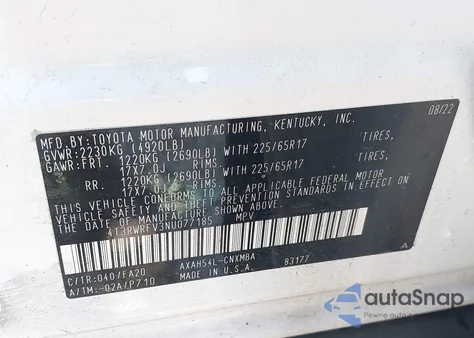 MFD.BY:TOYOTA MOTOR MANUFACTURING, KENTUCKY, INC. 08/22
GVWR:2230KG (4920LB)
GAWR:FRT. 1220KG (2690LB) WITH 225/65R17 TIRES,
17X7.0J RIMS.
RR. 1220KG (2690LB) WITH 225/65R17 TIRES,
17X7.0J RIMS.
THIS VEHICLE CONFORMS TO ALL APPLICABLE FEDERAL MOTOR
VEHICLE SAFETY AND THEFT PREVENTION STANDARDS IN EFFECT ON
THE DATE OF MANUFACTURE SHOWN ABOVE.
4T3RWRFV3NU077185 MPV
C/TR:040/FA20 AXAH54L-CNXMBA 83177
A/TM:-02A/P710 MADE IN U.S.A. A
autoSnap